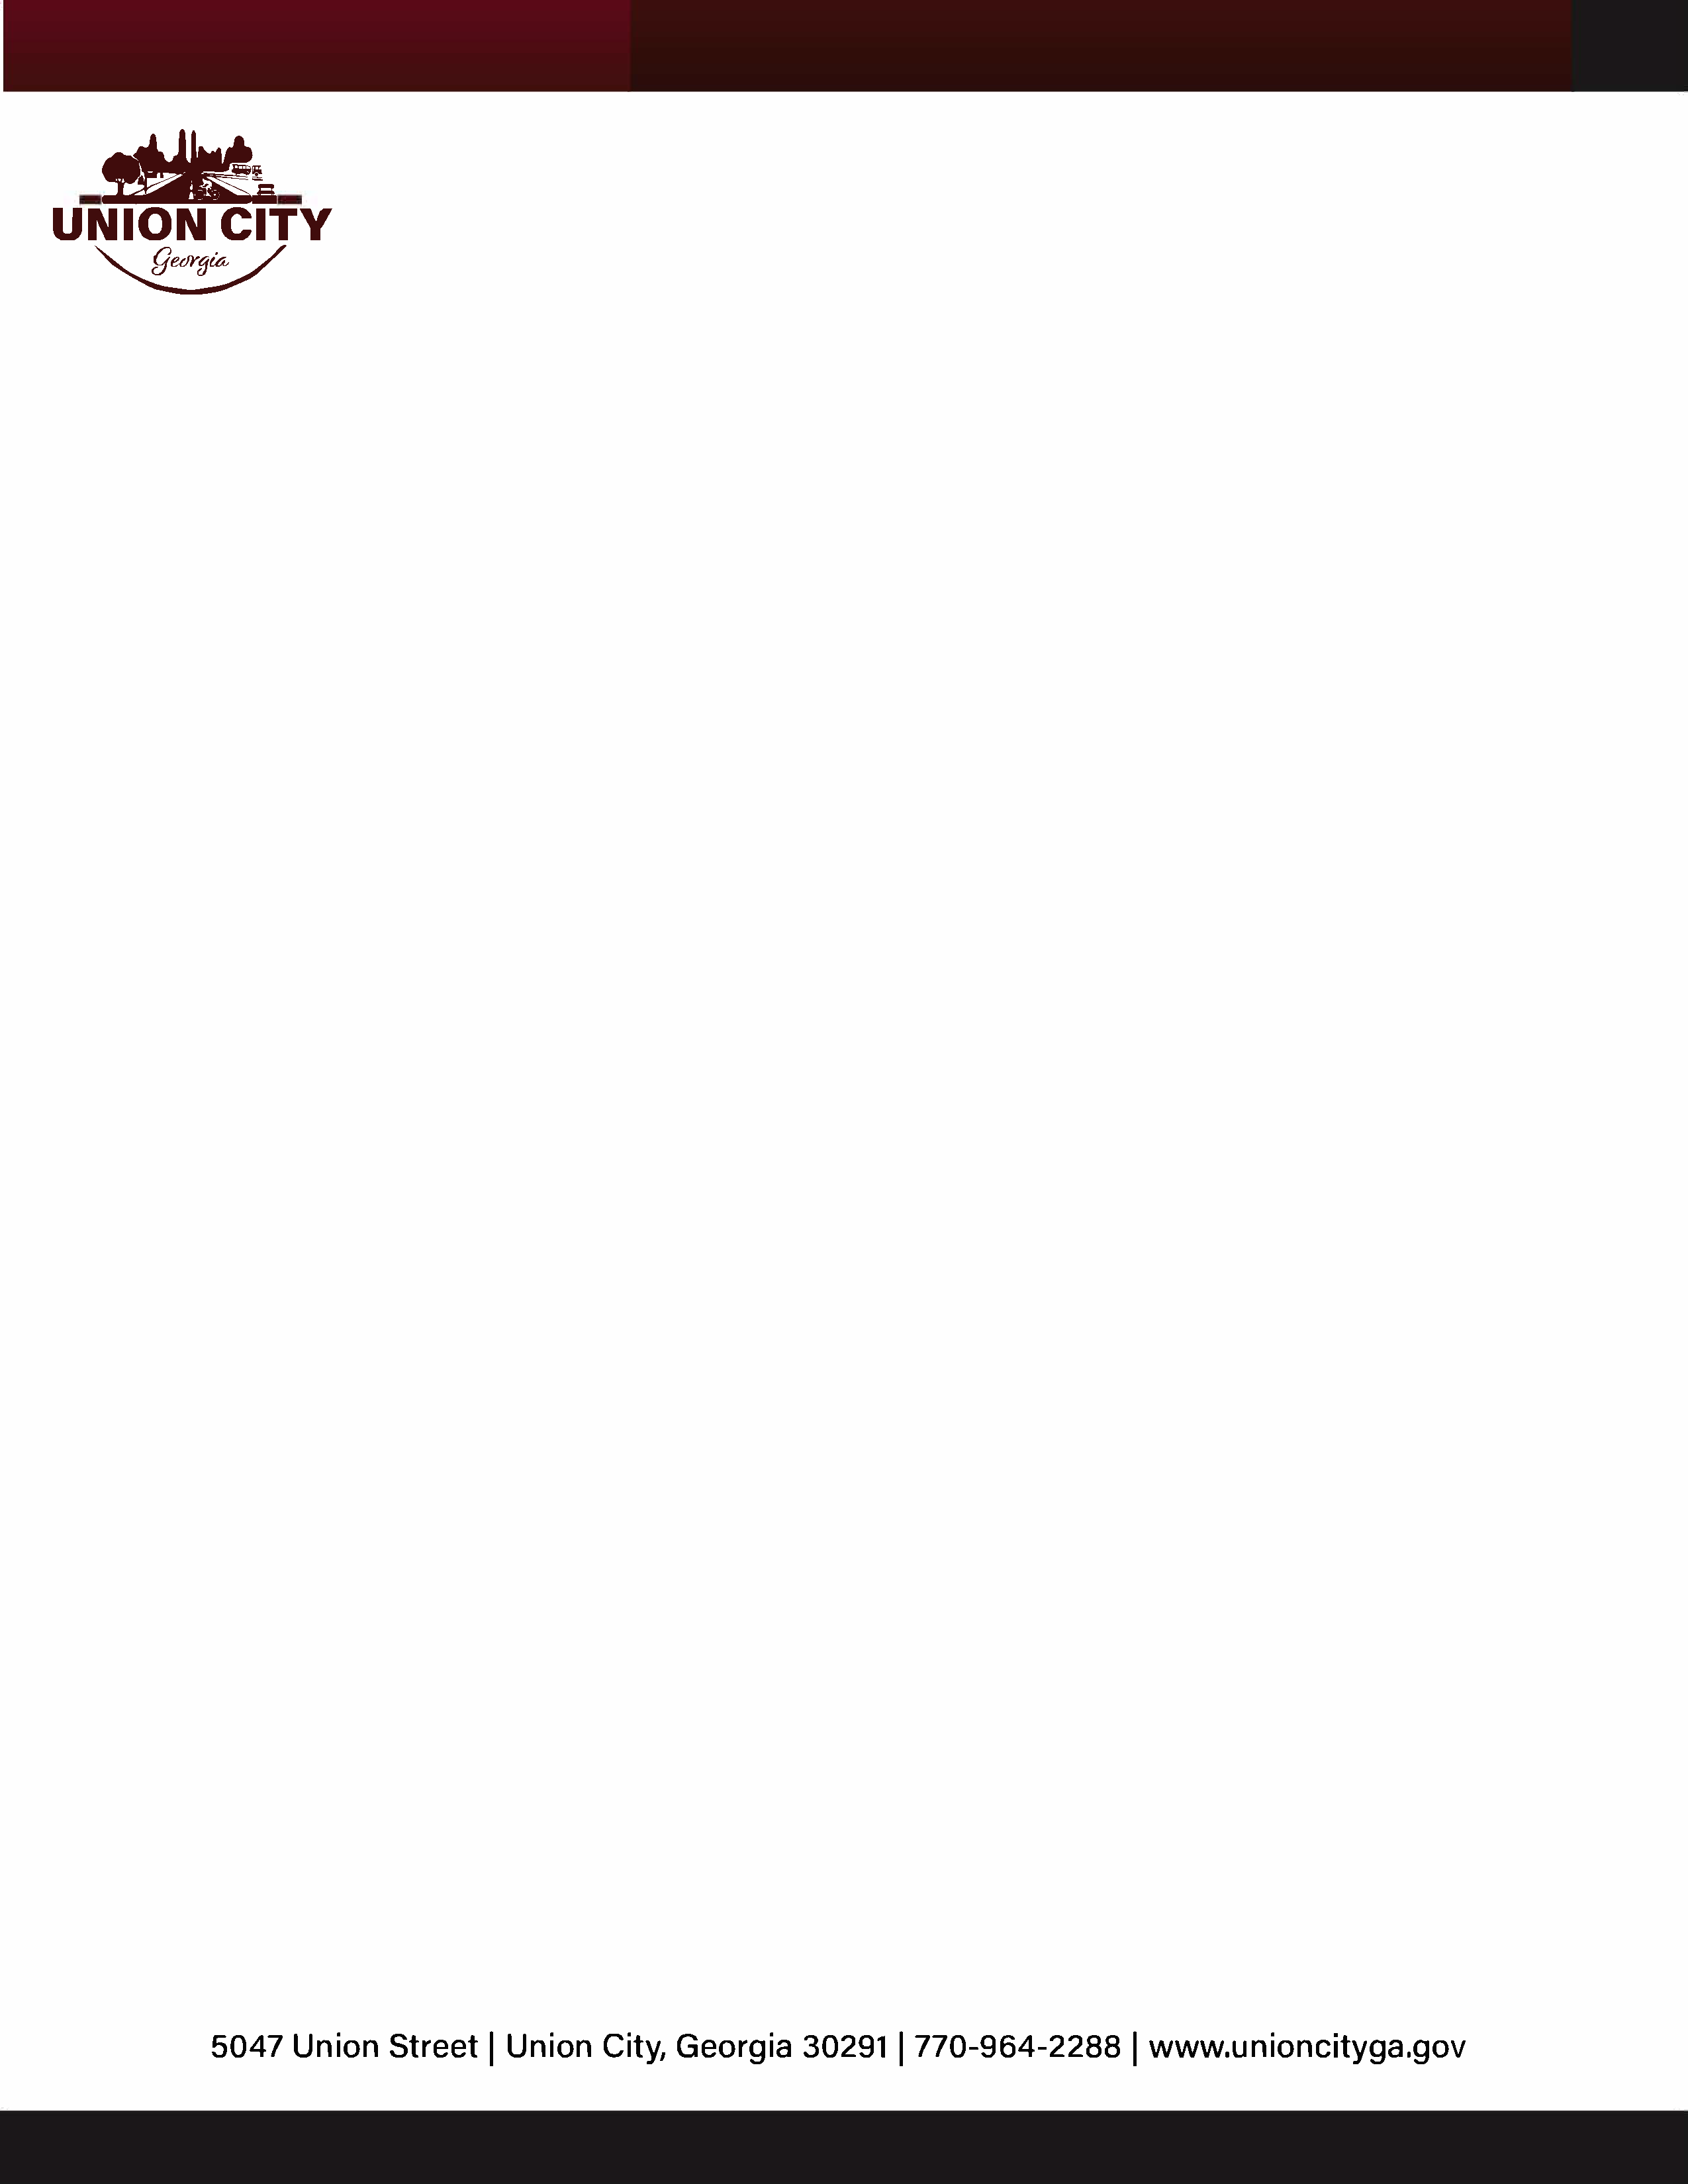 UNION CITY
Georgia
5047 Union Street | Union City, Georgia 30291 | 770-964-2288 | www.unioncityga.gov